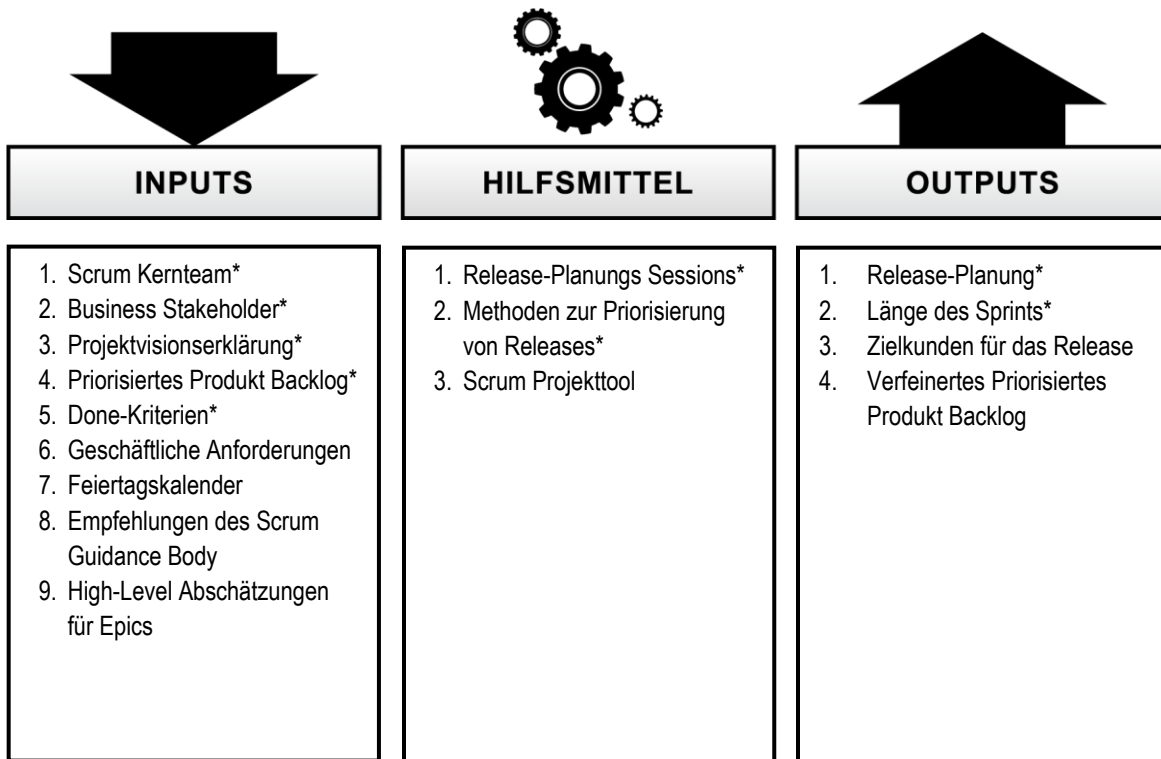 INPUTS
1. Scrum Kernteam*
2. Business Stakeholder*
3. Projektvisionserklärung*
4. Priorisiertes Produkt Backlog*
5. Done-Kriterien*
6. Geschäftliche Anforderungen
7. Feiertagskalender
8. Empfehlungen des Scrum
Guidance Body
9. High-Level Abschätzungen
für Epics
HILFSMITTEL
1. Release-Planungs Sessions*
2. Methoden zur Priorisierung
von Releases*
3. Scrum Projekttool
OUTPUTS
1. Release-Planung*
2. Länge des Sprints*
3. Zielkunden für das Release
4. Verfeinertes Priorisiertes
Produkt Backlog